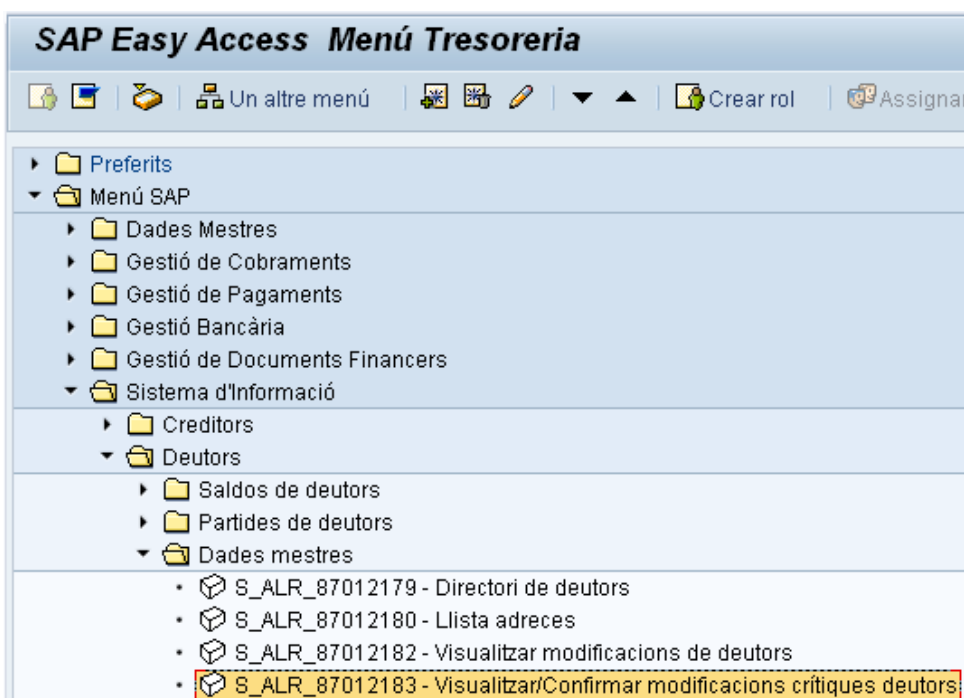 SAP Easy Access Menú Tresoreria
Un altre menú Crear rol Assignar
Preferits
Menú SAP
Dades Mestres
Gestió de Cobraments
Gestió de Pagaments
Gestió Bancària
Gestió de Documents Financers
Sistema d'Informació
Creditors
Deutors
Saldos de deutors
Partides de deutors
Dades mestres
S_ALR_87012179 - Directori de deutors
S_ALR_87012180 - Llista adreces
S_ALR_87012182 - Visualitzar modificacions de deutors
S_ALR_87012183 - Visualitzar/Confirmar modificacions crítiques deutors